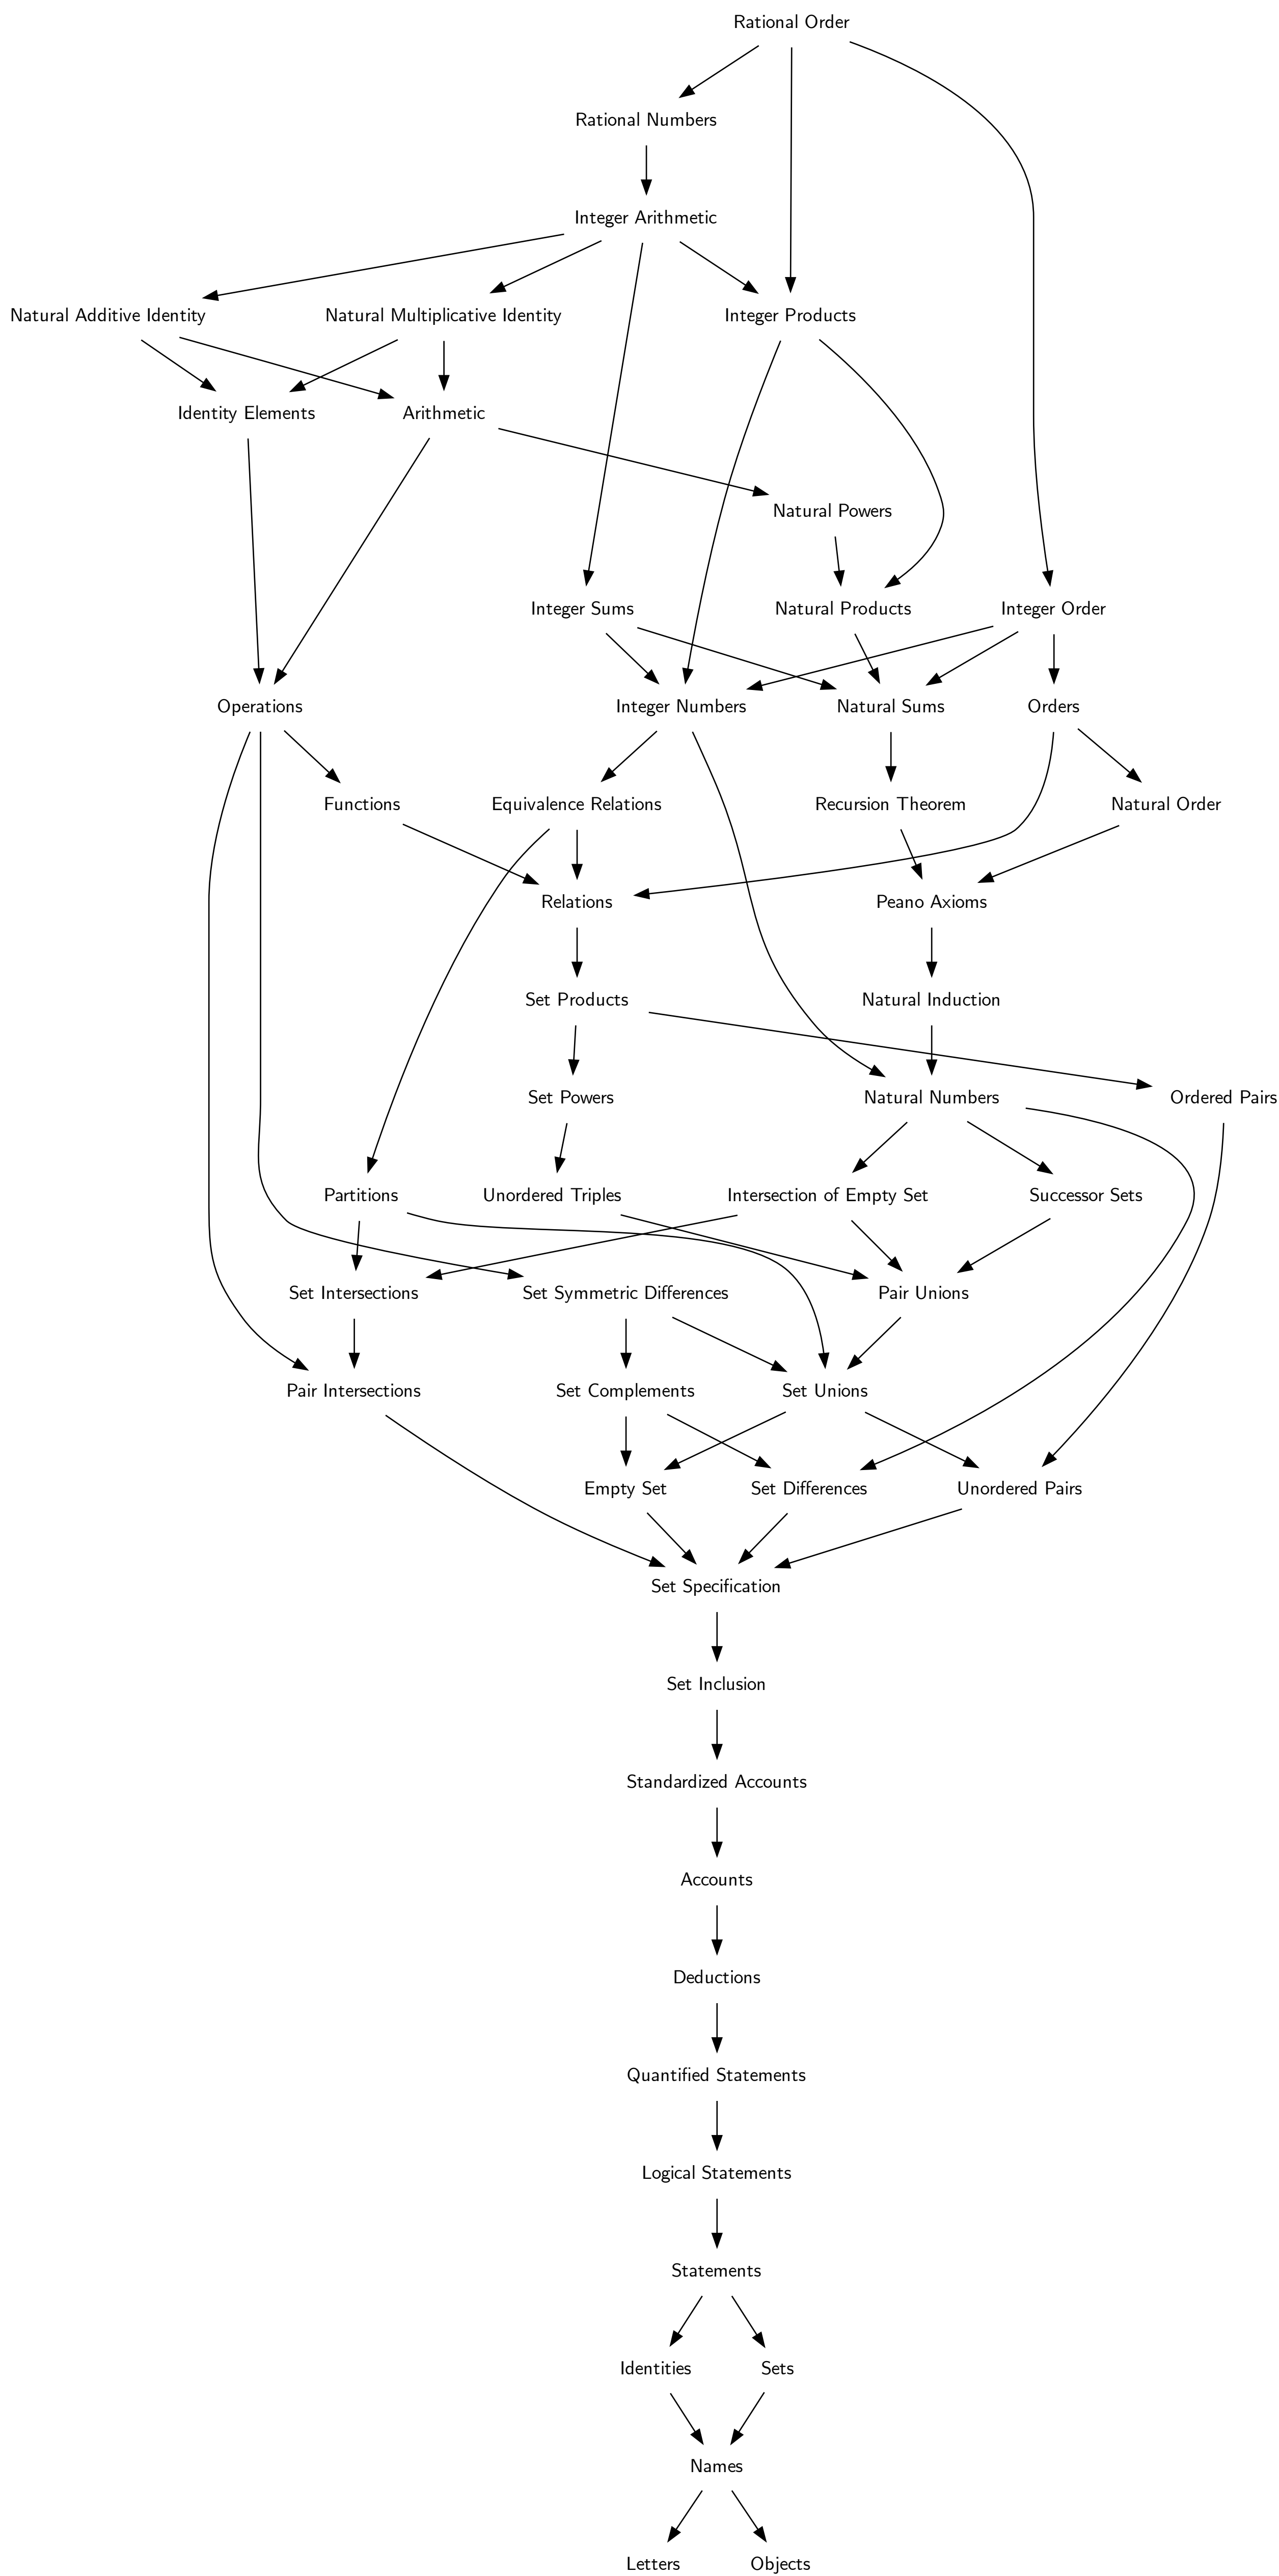 Rational Order
Rational Numbers
Integer Arithmetic
Natural Additive Identity
Natural Multiplicative Identity
Integer Products
Identity Elements
Arithmetic
Natural Powers
Integer Sums
Natural Products
Integer Order
Operations
Integer Numbers
Natural Sums
Orders
Functions
Equivalence Relations
Recursion Theorem
Natural Order
Relations
Peano Axioms
Set Products
Natural Induction
Set Powers
Natural Numbers
Ordered Pairs
Partitions
Unordered Triples
Intersection of Empty Set
Successor Sets
Set Intersections
Set Symmetric Differences
Pair Unions
Pair Intersections
Set Complements
Set Unions
Empty Set
Set Differences
Unordered Pairs
Set Specification
Set Inclusion
Standardized Accounts
Accounts
Deductions
Quantified Statements
Logical Statements
Statements
Identities
Sets
Names
Letters
Objects